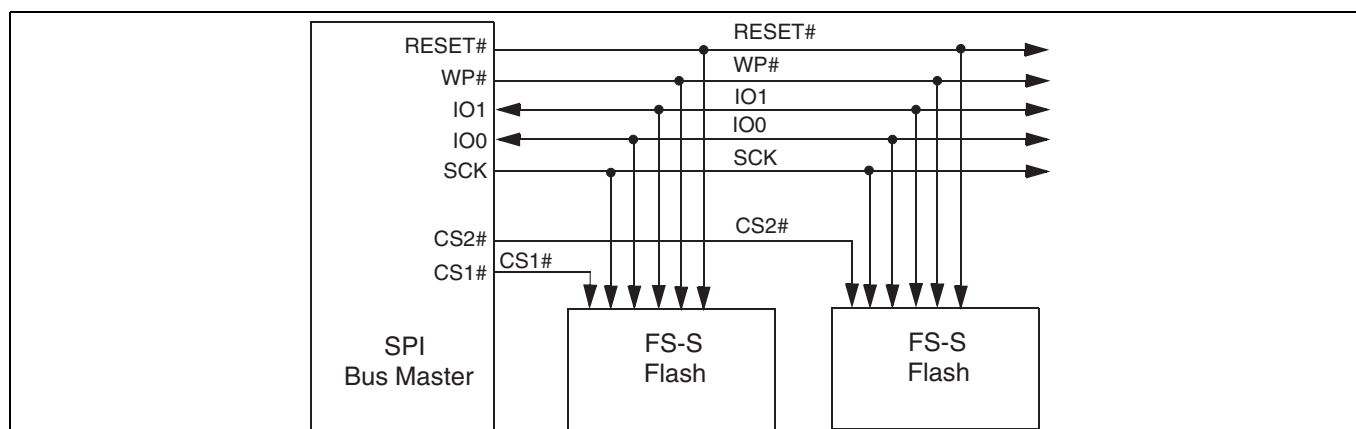 RESET# RESET#
WP# WP#
IO1 IO1
IO0 IO0
SCK SCK
CS2# CS2#
CS1# CS1#
SPI
Bus Master
FS-S
Flash
FS-S
Flash